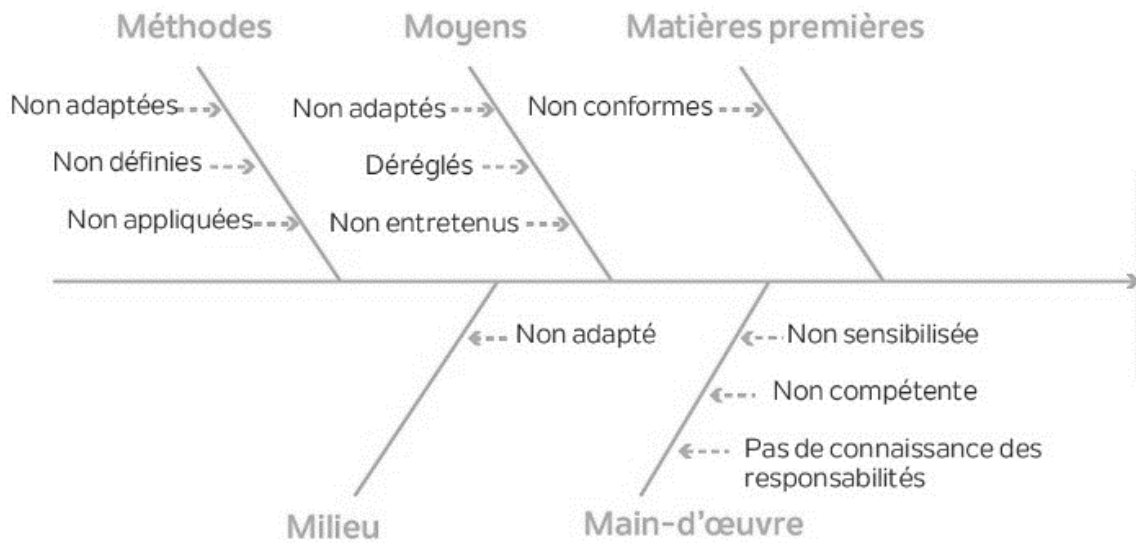 Méthodes
Moyens
Matières premières
Non adaptées
Non adaptés
Non conformes
Non définies
Déréglés
Non appliquées
Non entretenus
Non adapté
Non sensibilisée
Non compétente
Pas de connaissance des
responsabilités
Milieu
Main-d'œuvre